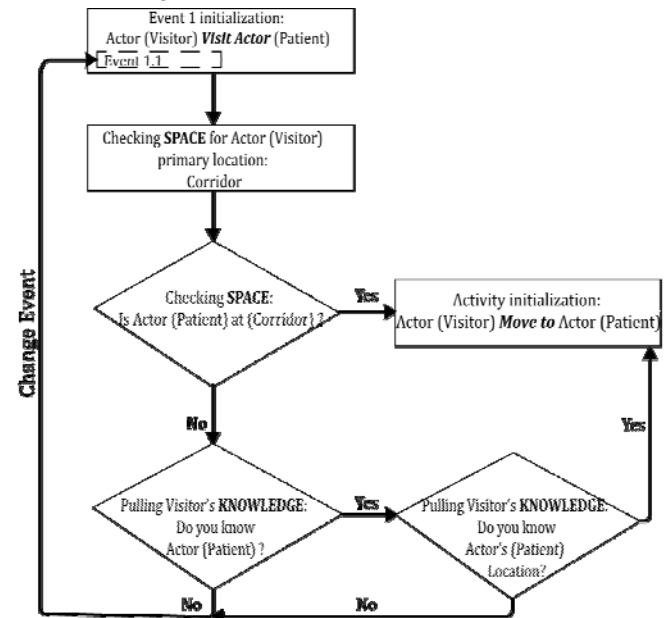 Event 1 initialization:
Actor (Visitor) Visit Actor (Patient)
Event 1.1
Checking SPACE for Actor (Visitor)
primary location:
Corridor
Checking SPACE:
Is Actor {Patient} at {Corridor}?
Yes
Activity initialization:
Actor (Visitor) Move to Actor (Patient)
Change Event
No
Yes
Pulling Visitor's KNOWLEDGE:
Do you know
Actor {Patient} ?
Yes
Pulling Visitor's KNOWLEDGE:
Do you know
Actor's {Patient}
Location?
No
No